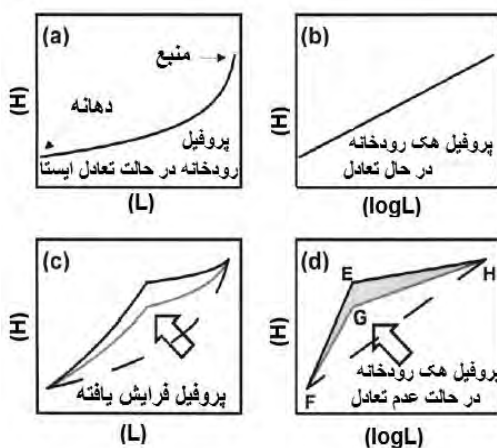 (a)
منبع
دهانه
پروفیل
رودخانه در حالت تعادل ایستا
(H)
(L)
(b)
پروفیل هک رودخانه
در حال تعادل
(H)
(logL)
(c)
پروفیل فرایش یافته
(H)
(L)
(d)
E
H
G
F
پروفیل هک رودخانه
در حالت عدم تعادل
(H)
(logL)